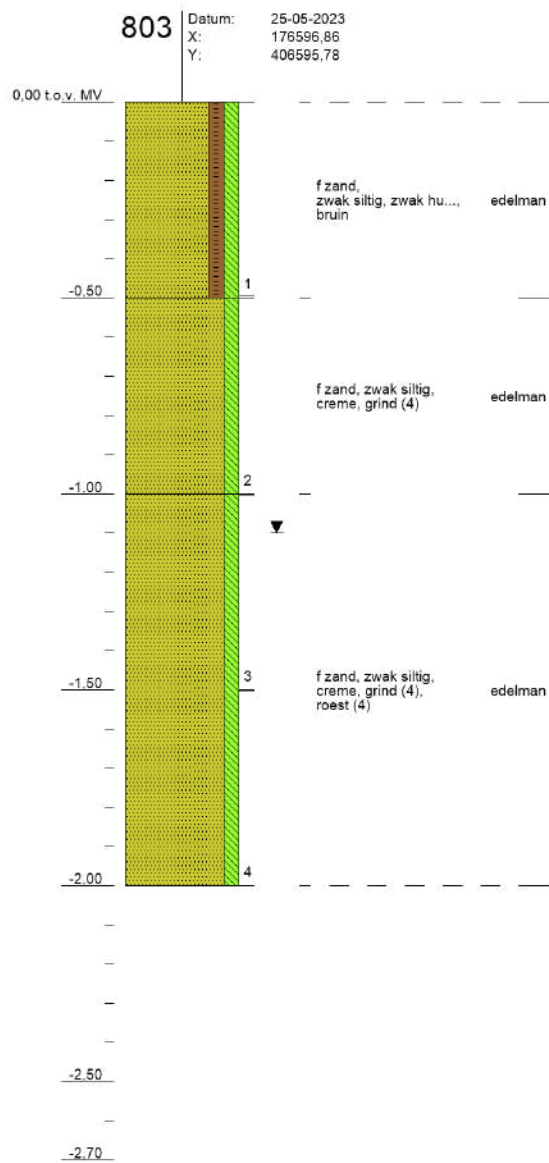 803
Datum: 25-05-2023
X: 176596,86
Y: 406595,78
0,00 t.o.v. MV
f zand,
zwak siltig, zwak hu..., edelman
bruin
1
-0,50
f zand, zwak siltig, edelman
creme, grind (4)
2
-1,00
3
f zand, zwak siltig,
creme, grind (4), edelman
roest (4)
-1,50
4
-2,00
-2,50
-2,70